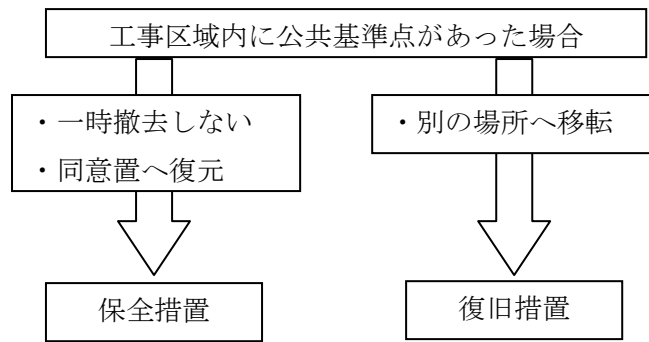 工事区域内に公共基準点があった場合
・一時撤去しない
・同意置へ復元
・別の場所へ移転
保全措置
復旧措置